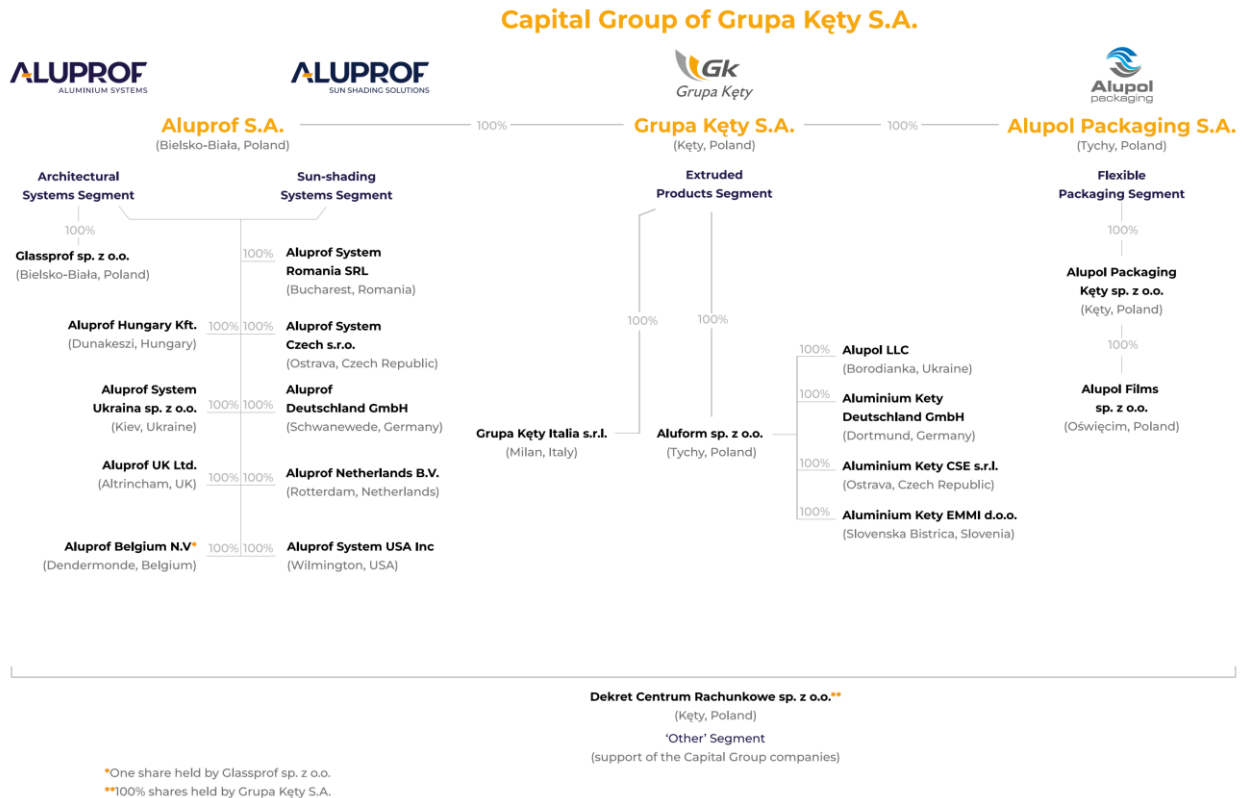 Capital Group of Grupa Kęty S.A.
ALUPROF
ALUMINIUM SYSTEMS
ALUPROF
SUN SHADING SOLUTIONS
Gk
Grupa Kęty
Alupol
packaging
Aluprof S.A.
(Bielsko-Biała, Poland)
100%
Grupa Kęty S.A.
(Kęty, Poland)
100%
Alupol Packaging S.A.
(Tychy, Poland)
Architectural
Systems Segment
Sun-shading
Systems Segment
Extruded
Products Segment
Flexible
Packaging Segment
100%
Glassprof sp. z o.o.
(Bielsko-Biała, Poland)
100%
Aluprof System
Romania SRL
(Bucharest, Romania)
Aluprof Hungary Kft.
(Dunakeszi, Hungary)
100%
100%
Aluprof System
Czech s.r.o.
(Ostrava, Czech Republic)
Aluprof System
Ukraina sp. z o.o.
(Kiev, Ukraine)
100%
100%
Aluprof
Deutschland GmbH
(Schwanewede, Germany)
Aluprof UK Ltd.
(Altrincham, UK)
100%
100%
Aluprof Netherlands B.V.
(Rotterdam, Netherlands)
Aluprof Belgium N.V*
(Dendermonde, Belgium)
100%
100%
Aluprof System USA Inc
(Wilmington, USA)
100%
Grupa Kęty Italia s.r.l.
(Milan, Italy)
100%
Aluform sp. z o.o.
(Tychy, Poland)
100%
Alupol LLC
(Borodianka, Ukraine)
100%
Aluminium Kety
Deutschland GmbH
(Dortmund, Germany)
100%
Aluminium Kety CSE s.r.l.
(Ostrava, Czech Republic)
100%
Aluminium Kety EMMI d.o.o.
(Slovenska Bistrica, Slovenia)
100%
Alupol Packaging
Kęty sp. z o.o.
(Kęty, Poland)
100%
Alupol Films
sp. z o.o.
(Oświęcim, Poland)
Dekret Centrum Rachunkowe sp. z o.o.**
(Kęty, Poland)
‘Other’ Segment
(support of the Capital Group companies)
*One share held by Glassprof sp. z o.o.
**100% shares held by Grupa Kęty S.A.